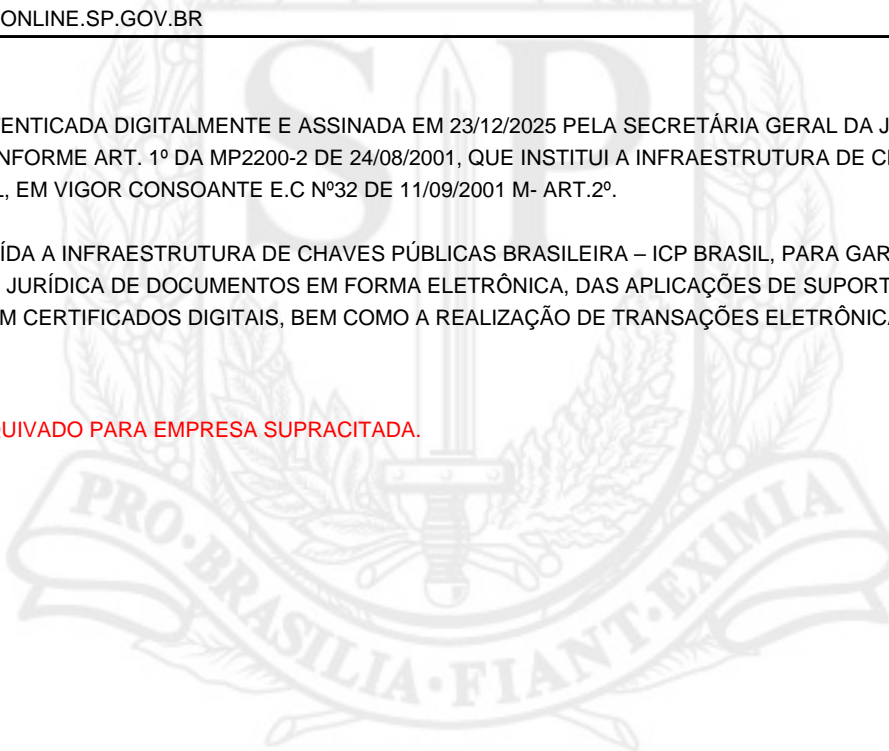 ONLINE.SP.GOV.BR
TENTICADA DIGITALMENTE E ASSINADA EM 23/12/2025 PELA SECRETÁRIA GERAL DA J
NFORME ART. 1º DA MP2200-2 DE 24/08/2001, QUE INSTITUI A INFRAESTRUTURA DE C
L, EM VIGOR CONSOANTE E.C Nº32 DE 11/09/2001 M- ART.2º.
ÍDA A INFRAESTRUTURA DE CHAVES PÚBLICAS BRASILEIRA – ICP BRASIL, PARA GAR
JURÍDICA DE DOCUMENTOS EM FORMA ELETRÔNICA, DAS APLICAÇÕES DE SUPORT
M CERTIFICADOS DIGITAIS, BEM COMO A REALIZAÇÃO DE TRANSAÇÕES ELETRÔNICA
QUIVADO PARA EMPRESA SUPRACITADA.
SP
PRO·BRASILIA·FIANT·EXIMIA